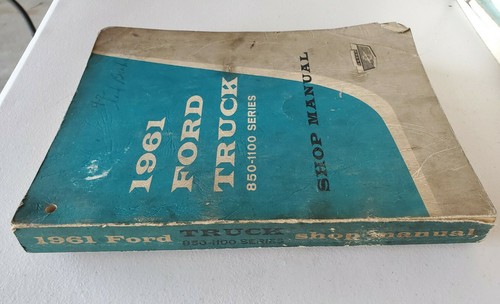 1961
FORD
TRUCK
850-1100 SERIES
SHOP MANUAL
1961 Ford TRUCK 850-1100 SERIES shop manual